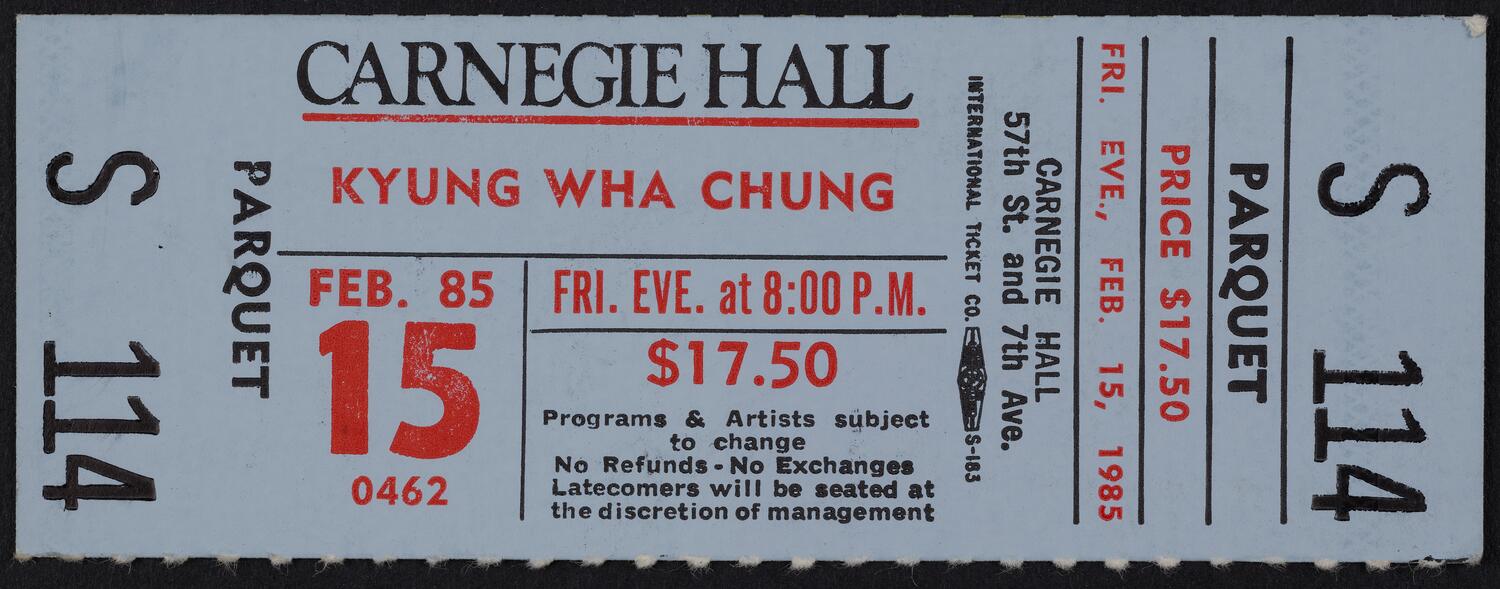 S 114
PARQUET
CARNEGIE HALL
KYUNG WHA CHUNG
FEB. 85
15
0462
FRI. EVE. at 8:00 P.M.
$17.50
Programs & Artists subject
to change
No Refunds - No Exchanges
Latecomers will be seated at
the discretion of management
INTERNATIONAL TICKET CO. S-183
CARNEGIE HALL
57th St. and 7th Ave.
FRI. EVE., FEB. 15, 1985
PRICE $17.50
PARQUET
S 114